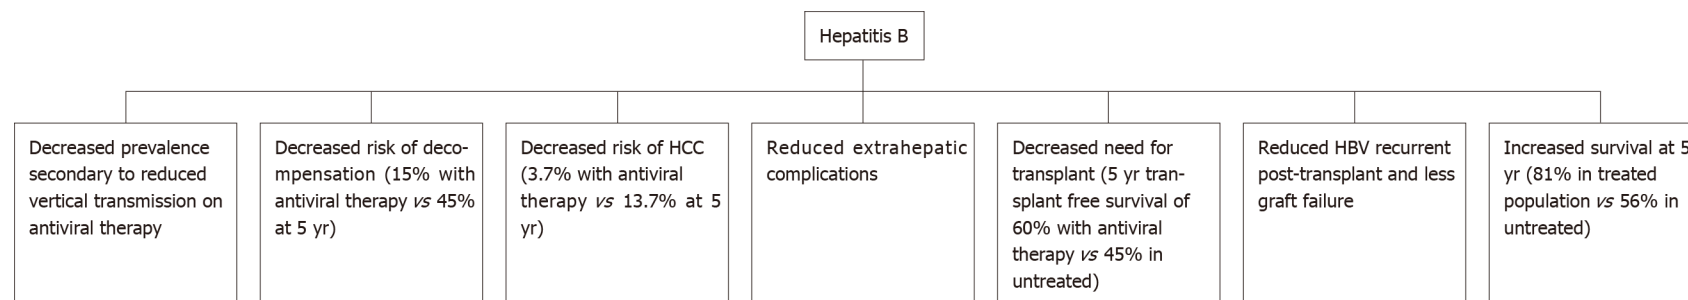 Hepatitis B
Decreased prevalence
secondary to reduced
vertical transmission on
antiviral therapy
Decreased risk of deco-
mpensation (15% with
antiviral therapy vs 45%
at 5 yr)
Decreased risk of HCC
(3.7% with antiviral
therapy vs 13.7% at 5
yr)
Reduced extrahepatic
complications
Decreased need for
transplant (5 yr tran-
splant free survival of
60% with antiviral
therapy vs 45% in
untreated)
Reduced HBV recurrent
post-transplant and less
graft failure
Increased survival at 5
yr (81% in treated
population vs 56% in
untreated)